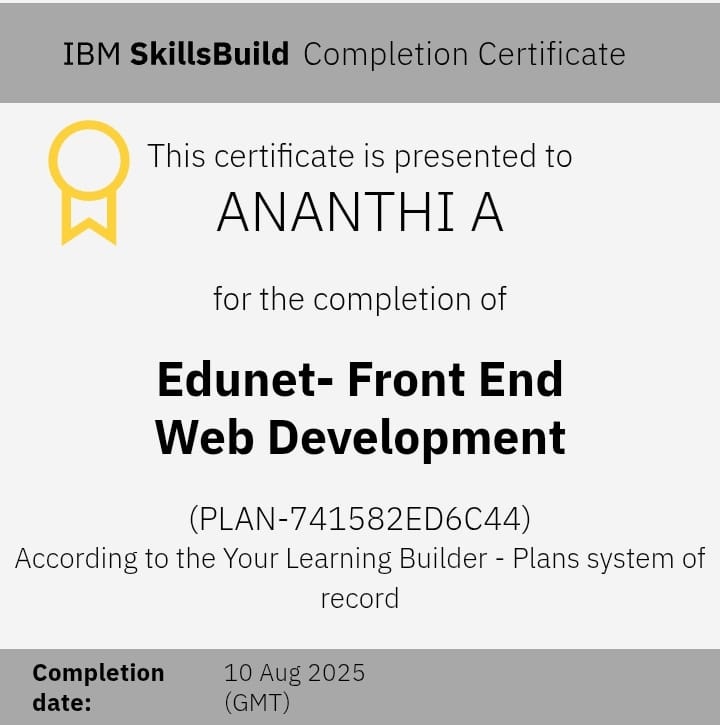 IBM SkillsBuild Completion Certificate
This certificate is presented to
ANANTHI A
for the completion of
Edunet- Front End
Web Development
(PLAN-741582ED6C44)
According to the Your Learning Builder - Plans system of
record
Completion 10 Aug 2025
date: (GMT)